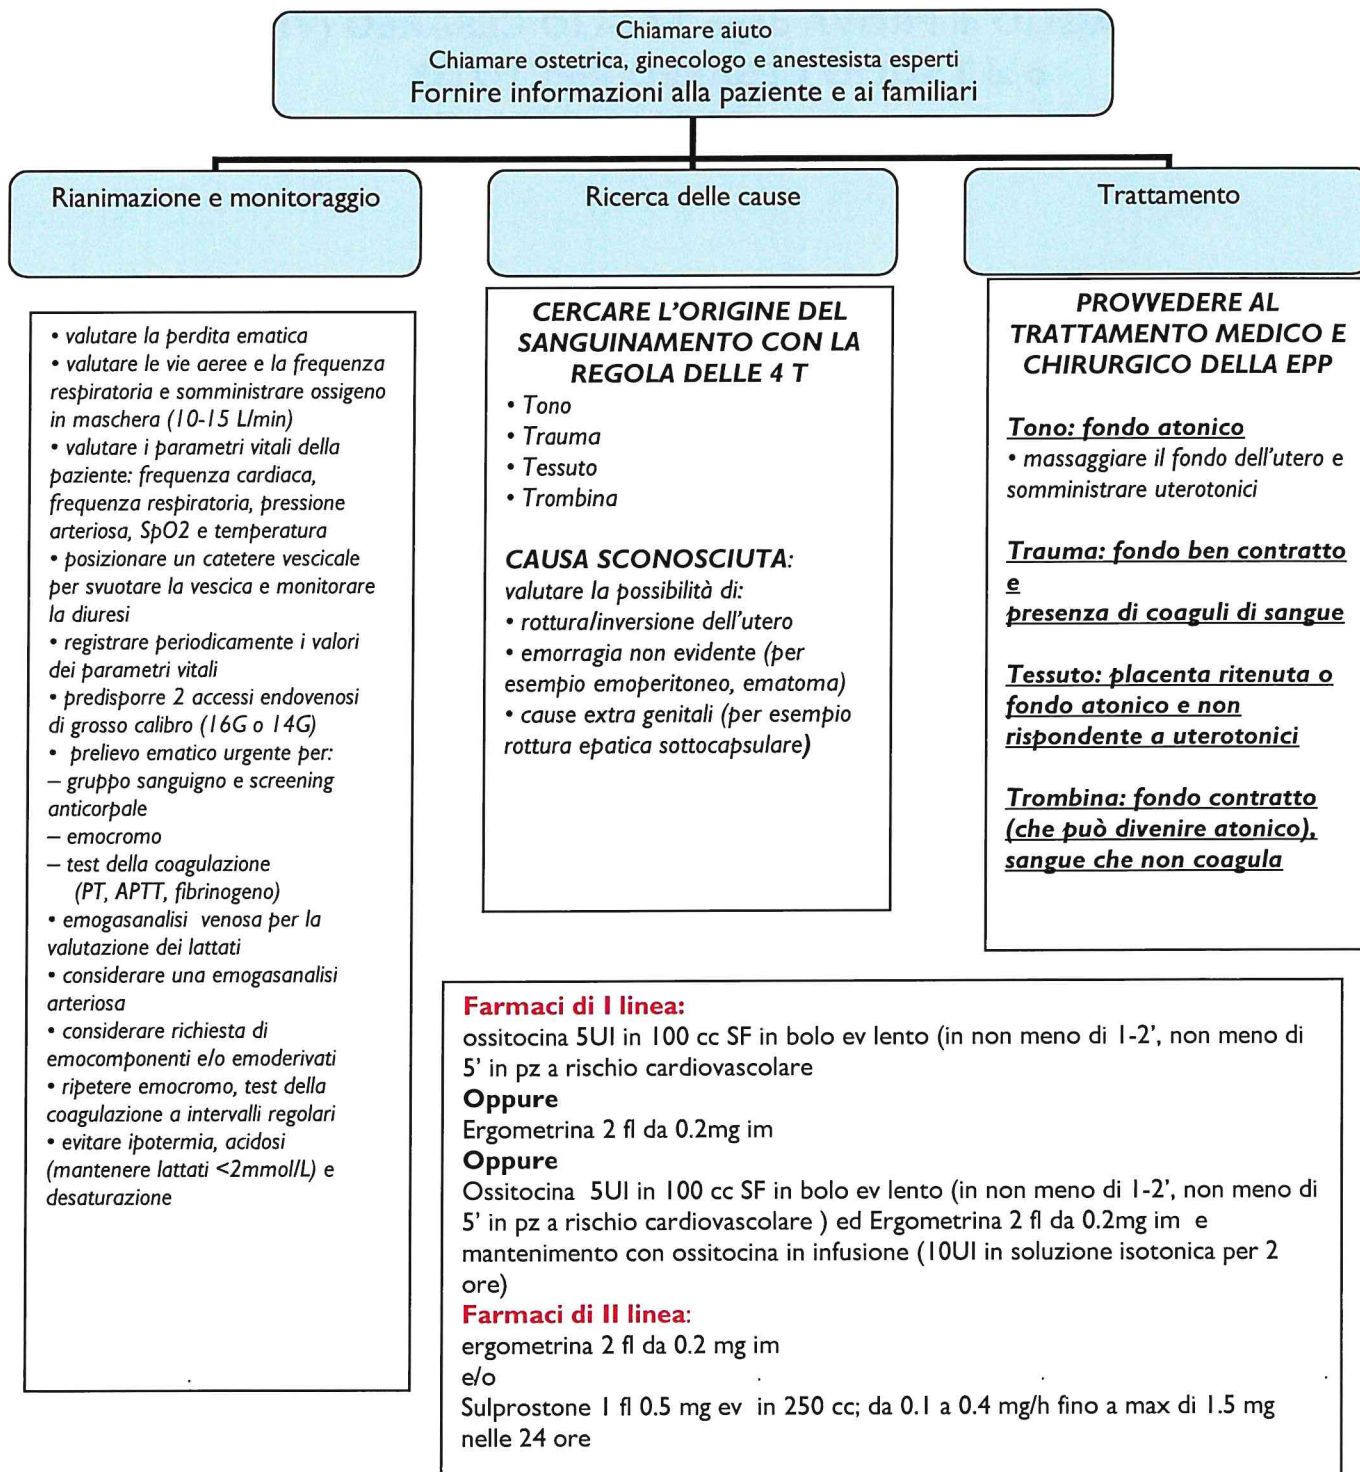 Chiamare aiuto
Chiamare ostetrica, ginecologo e anestesista esperti
Fornire informazioni alla paziente e ai familiari
Rianimazione e monitoraggio
Ricerca delle cause
Trattamento
• valutare la perdita ematica
• valutare le vie aeree e la frequenza
respiratoria e somministrare ossigeno
in maschera (10-15 L/min)
• valutare i parametri vitali della
paziente: frequenza cardiaca,
frequenza respiratoria, pressione
arteriosa, SpO2 e temperatura
• posizionare un catetere vescicale
per svuotare la vescica e monitorare
la diuresi
• registrare periodicamente i valori
dei parametri vitali
• predisporre 2 accessi endovenosi
di grosso calibro (16G o 14G)
• prelievo ematico urgente per:
– gruppo sanguigno e screening
anticorpale
– emocromo
– test della coagulazione
(PT, APTT, fibrinogeno)
• emogasanalisi venosa per la
valutazione dei lattati
• considerare una emogasanalisi
arteriosa
• considerare richiesta di
emocomponenti e/o emoderivati
• ripetere emocromo, test della
coagulazione a intervalli regolari
• evitare ipotermia, acidosi
(mantenere lattati <2mmol/L) e
desaturazione
CERCARE L'ORIGINE DEL
SANGUINAMENTO CON LA
REGOLA DELLE 4 T
• Tono
• Trauma
• Tessuto
• Trombina
CAUSA SCONOSCIUTA:
valutare la possibilità di:
• rottura/inversione dell'utero
• emorragia non evidente (per
esempio emoperitoneo, ematoma)
• cause extra genitali (per esempio
rottura epatica sottocapsulare)
PROVVEDERE AL
TRATTAMENTO MEDICO E
CHIRURGICO DELLA EPP
Tono: fondo atonico
• massaggiare il fondo dell'utero e
somministrare uterotonici
Trauma: fondo ben contratto
e
presenza di coaguli di sangue
Tessuto: placenta ritenuta o
fondo atonico e non
rispondente a uterotonici
Trombina: fondo contratto
(che può divenire atonico),
sangue che non coagula
Farmaci di I linea:
ossitocina 5UI in 100 cc SF in bolo ev lento (in non meno di 1-2', non meno di
5' in pz a rischio cardiovascolare
Oppure
Ergometrina 2 fl da 0.2mg im
Oppure
Ossitocina 5UI in 100 cc SF in bolo ev lento (in non meno di 1-2', non meno di
5' in pz a rischio cardiovascolare ) ed Ergometrina 2 fl da 0.2mg im e
mantenimento con ossitocina in infusione (10UI in soluzione isotonica per 2
ore)
Farmaci di II linea:
ergometrina 2 fl da 0.2 mg im
e/o
Sulprostone 1 fl 0.5 mg ev in 250 cc; da 0.1 a 0.4 mg/h fino a max di 1.5 mg
nelle 24 ore